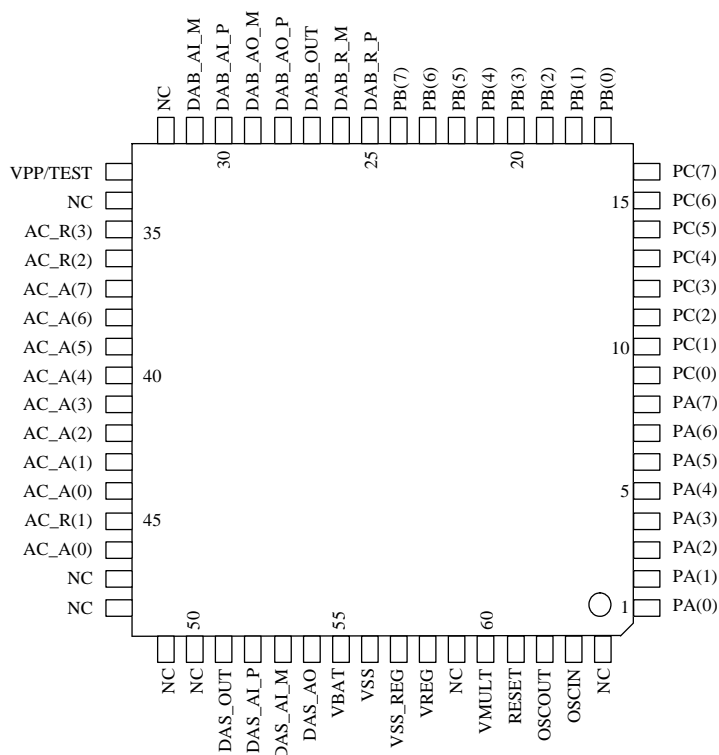 NC
DAB_AI_M
DAB_AI_P
DAB_AO_M
DAB_AO_P
DAB_OUT
DAB_R_M
DAB_R_P
PB(7)
PB(6)
PB(5)
PB(4)
PB(3)
PB(2)
PB(1)
PB(0)
30
25
20
VPP/TEST
NC
AC_R(3)
AC_R(2)
AC_A(7)
AC_A(6)
AC_A(5)
AC_A(4)
AC_A(3)
AC_A(2)
AC_A(1)
AC_A(0)
AC_R(1)
AC_A(0)
NC
NC
35
40
45
15
10
5
1
PC(7)
PC(6)
PC(5)
PC(4)
PC(3)
PC(2)
PC(1)
PC(0)
PA(7)
PA(6)
PA(5)
PA(4)
PA(3)
PA(2)
PA(1)
PA(0)
50
55
60
NC
NC
DAS_OUT
DAS_AI_P
DAS_AI_M
DAS_AO
VBAT
VSS
VSS_REG
VREG
NC
VMULT
RESET
OSCOUT
OSCIN
NC